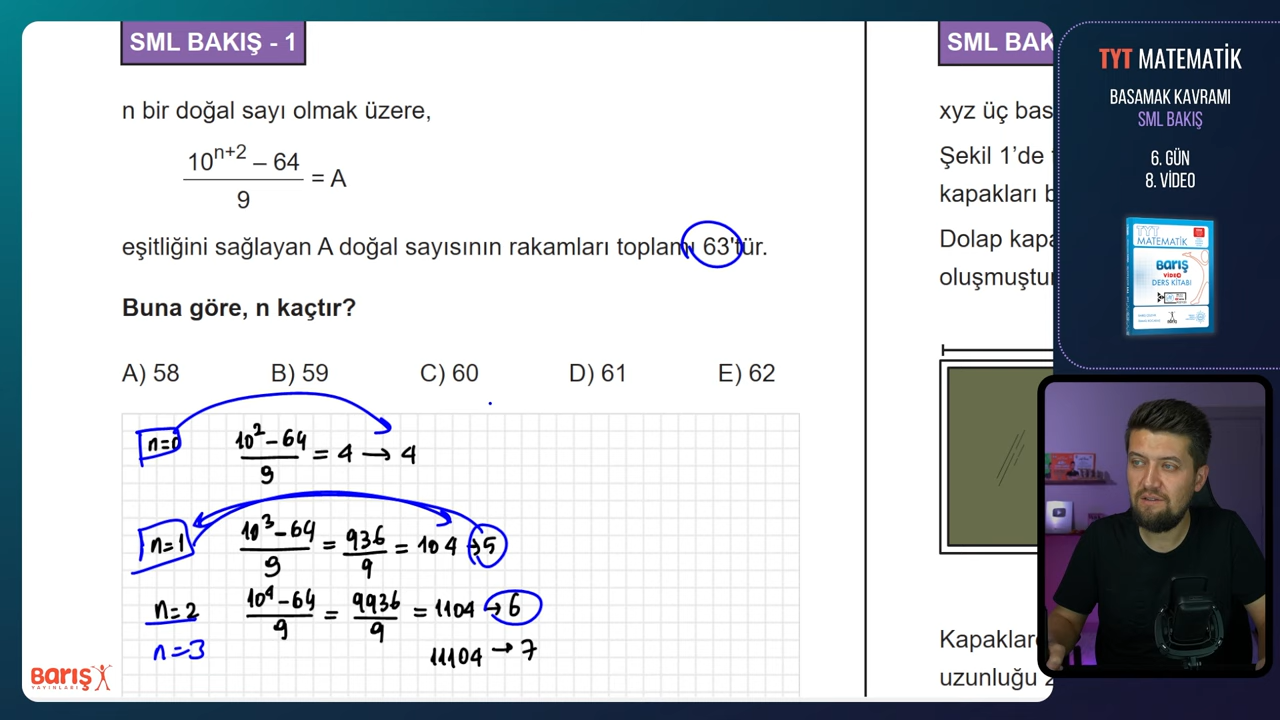 SML BAKIŞ - 1
n bir doğal sayı olmak üzere,
10^{n+2} – 64
= A
9
eşitliğini sağlayan A doğal sayısının rakamları toplamı 63'tür.
Buna göre, n kaçtır?
A) 58 B) 59 C) 60 D) 61 E) 62
n=0 10² - 64 / 9 = 4 → 4
n=1 10³ - 64 / 9 = 936 / 9 = 104 → 5
n=2 10⁴ - 64 / 9 = 9936 / 9 = 1104 → 6
n=3 11104 → 7
BARIŞ
YAYINLARI
SML BAK
xyz üç bas
Şekil 1'de
kapakları b
Dolap kapa
oluşmuştur
Kapakları
uzunluğu 2
TYT MATEMATİK
BASAMAK KAVRAMI
SML BAKIŞ
6. GÜN
8. VİDEO
TYT
MATEMATİK
BARIŞ
VİDEO
DERS KİTABI